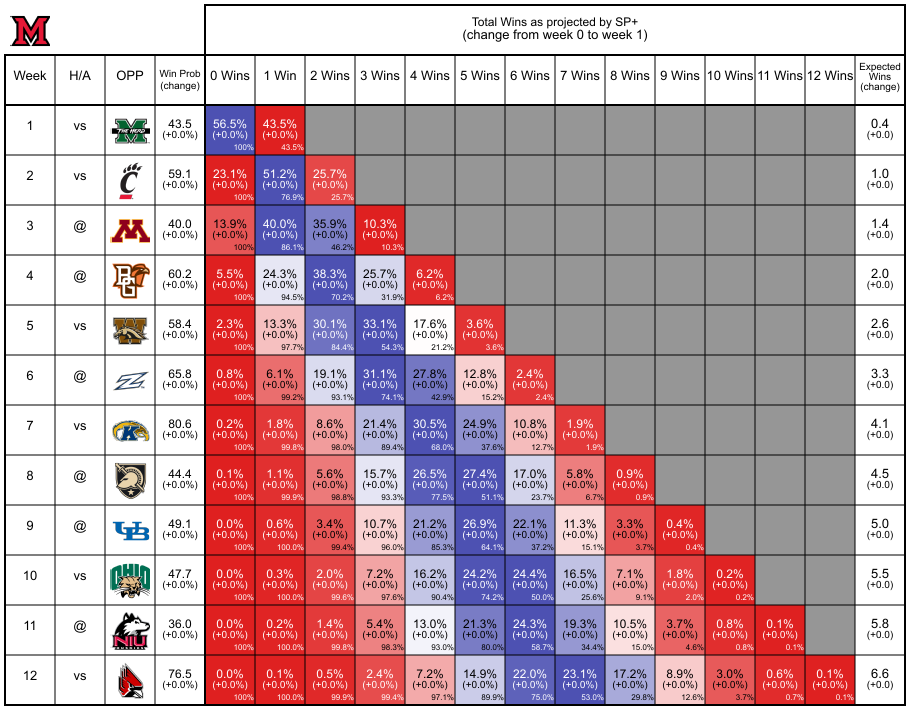 M
Total Wins as projected by SP+
(change from week 0 to week 1)
Week H/A OPP Win Prob (change) 0 Wins 1 Win 2 Wins 3 Wins 4 Wins 5 Wins 6 Wins 7 Wins 8 Wins 9 Wins 10 Wins 11 Wins 12 Wins Expected Wins (change)
1 vs M THE HERD 43.5 56.5% 43.5% 0.4
(+0.0%) (+0.0%) (+0.0%) (+0.0)
100% 43.5%
2 vs C 59.1 23.1% 51.2% 25.7% 1.0
(+0.0%) (+0.0%) (+0.0%) (+0.0%) (+0.0)
100% 76.9% 25.7%
3 @ M 40.0 13.9% 40.0% 35.9% 10.3% 1.4
(+0.0%) (+0.0%) (+0.0%) (+0.0%) (+0.0%) (+0.0)
100% 86.1% 46.2% 10.3%
4 @ BG 60.2 5.5% 24.3% 38.3% 25.7% 6.2% 2.0
(+0.0%) (+0.0%) (+0.0%) (+0.0%) (+0.0%) (+0.0%) (+0.0)
100% 94.5% 70.2% 31.9% 6.2%
5 vs W 58.4 2.3% 13.3% 30.1% 33.1% 17.6% 3.6% 2.6
(+0.0%) (+0.0%) (+0.0%) (+0.0%) (+0.0%) (+0.0%) (+0.0%) (+0.0)
100% 97.7% 84.4% 54.3% 21.2% 3.6%
6 @ Z 65.8 0.8% 6.1% 19.1% 31.1% 27.8% 12.8% 2.4% 3.3
(+0.0%) (+0.0%) (+0.0%) (+0.0%) (+0.0%) (+0.0%) (+0.0%) (+0.0%) (+0.0)
100% 99.2% 93.1% 74.1% 42.9% 15.2% 2.4%
7 vs K 80.6 0.2% 1.8% 8.6% 21.4% 30.5% 24.9% 10.8% 1.9% 4.1
(+0.0%) (+0.0%) (+0.0%) (+0.0%) (+0.0%) (+0.0%) (+0.0%) (+0.0%) (+0.0%) (+0.0)
100% 99.8% 98.0% 89.4% 68.0% 37.6% 12.7% 1.9%
8 @ 44.4 0.1% 1.1% 5.6% 15.7% 26.5% 27.4% 17.0% 5.8% 0.9% 4.5
(+0.0%) (+0.0%) (+0.0%) (+0.0%) (+0.0%) (+0.0%) (+0.0%) (+0.0%) (+0.0%) (+0.0%) (+0.0)
100% 99.9% 98.8% 93.3% 77.5% 51.1% 23.7% 6.7% 0.9%
9 @ UB 49.1 0.0% 0.6% 3.4% 10.7% 21.2% 26.9% 22.1% 11.3% 3.3% 0.4% 5.0
(+0.0%) (+0.0%) (+0.0%) (+0.0%) (+0.0%) (+0.0%) (+0.0%) (+0.0%) (+0.0%) (+0.0%) (+0.0%) (+0.0)
100% 100.0% 99.4% 96.0% 85.3% 64.1% 37.2% 15.1% 3.7% 0.4%
10 vs OHIO 47.7 0.0% 0.3% 2.0% 7.2% 16.2% 24.2% 24.4% 16.5% 7.1% 1.8% 0.2% 5.5
(+0.0%) (+0.0%) (+0.0%) (+0.0%) (+0.0%) (+0.0%) (+0.0%) (+0.0%) (+0.0%) (+0.0%) (+0.0%) (+0.0%) (+0.0)
100% 100.0% 99.6% 97.6% 90.4% 74.2% 50.0% 25.6% 9.1% 2.0% 0.2%
11 @ NIU 36.0 0.0% 0.2% 1.4% 5.4% 13.0% 21.3% 24.3% 19.3% 10.5% 3.7% 0.8% 0.1% 5.8
(+0.0%) (+0.0%) (+0.0%) (+0.0%) (+0.0%) (+0.0%) (+0.0%) (+0.0%) (+0.0%) (+0.0%) (+0.0%) (+0.0%) (+0.0%) (+0.0)
100% 100.0% 99.8% 98.3% 93.0% 80.0% 58.7% 34.4% 15.0% 4.6% 0.8% 0.1%
12 vs 76.5 0.0% 0.1% 0.5% 2.4% 7.2% 14.9% 22.0% 23.1% 17.2% 8.9% 3.0% 0.6% 0.1% 6.6
(+0.0%) (+0.0%) (+0.0%) (+0.0%) (+0.0%) (+0.0%) (+0.0%) (+0.0%) (+0.0%) (+0.0%) (+0.0%) (+0.0%) (+0.0%) (+0.0%) (+0.0)
100% 100.0% 99.9% 99.4% 97.1% 89.9% 75.0% 53.0% 29.8% 12.6% 3.7% 0.7% 0.1%